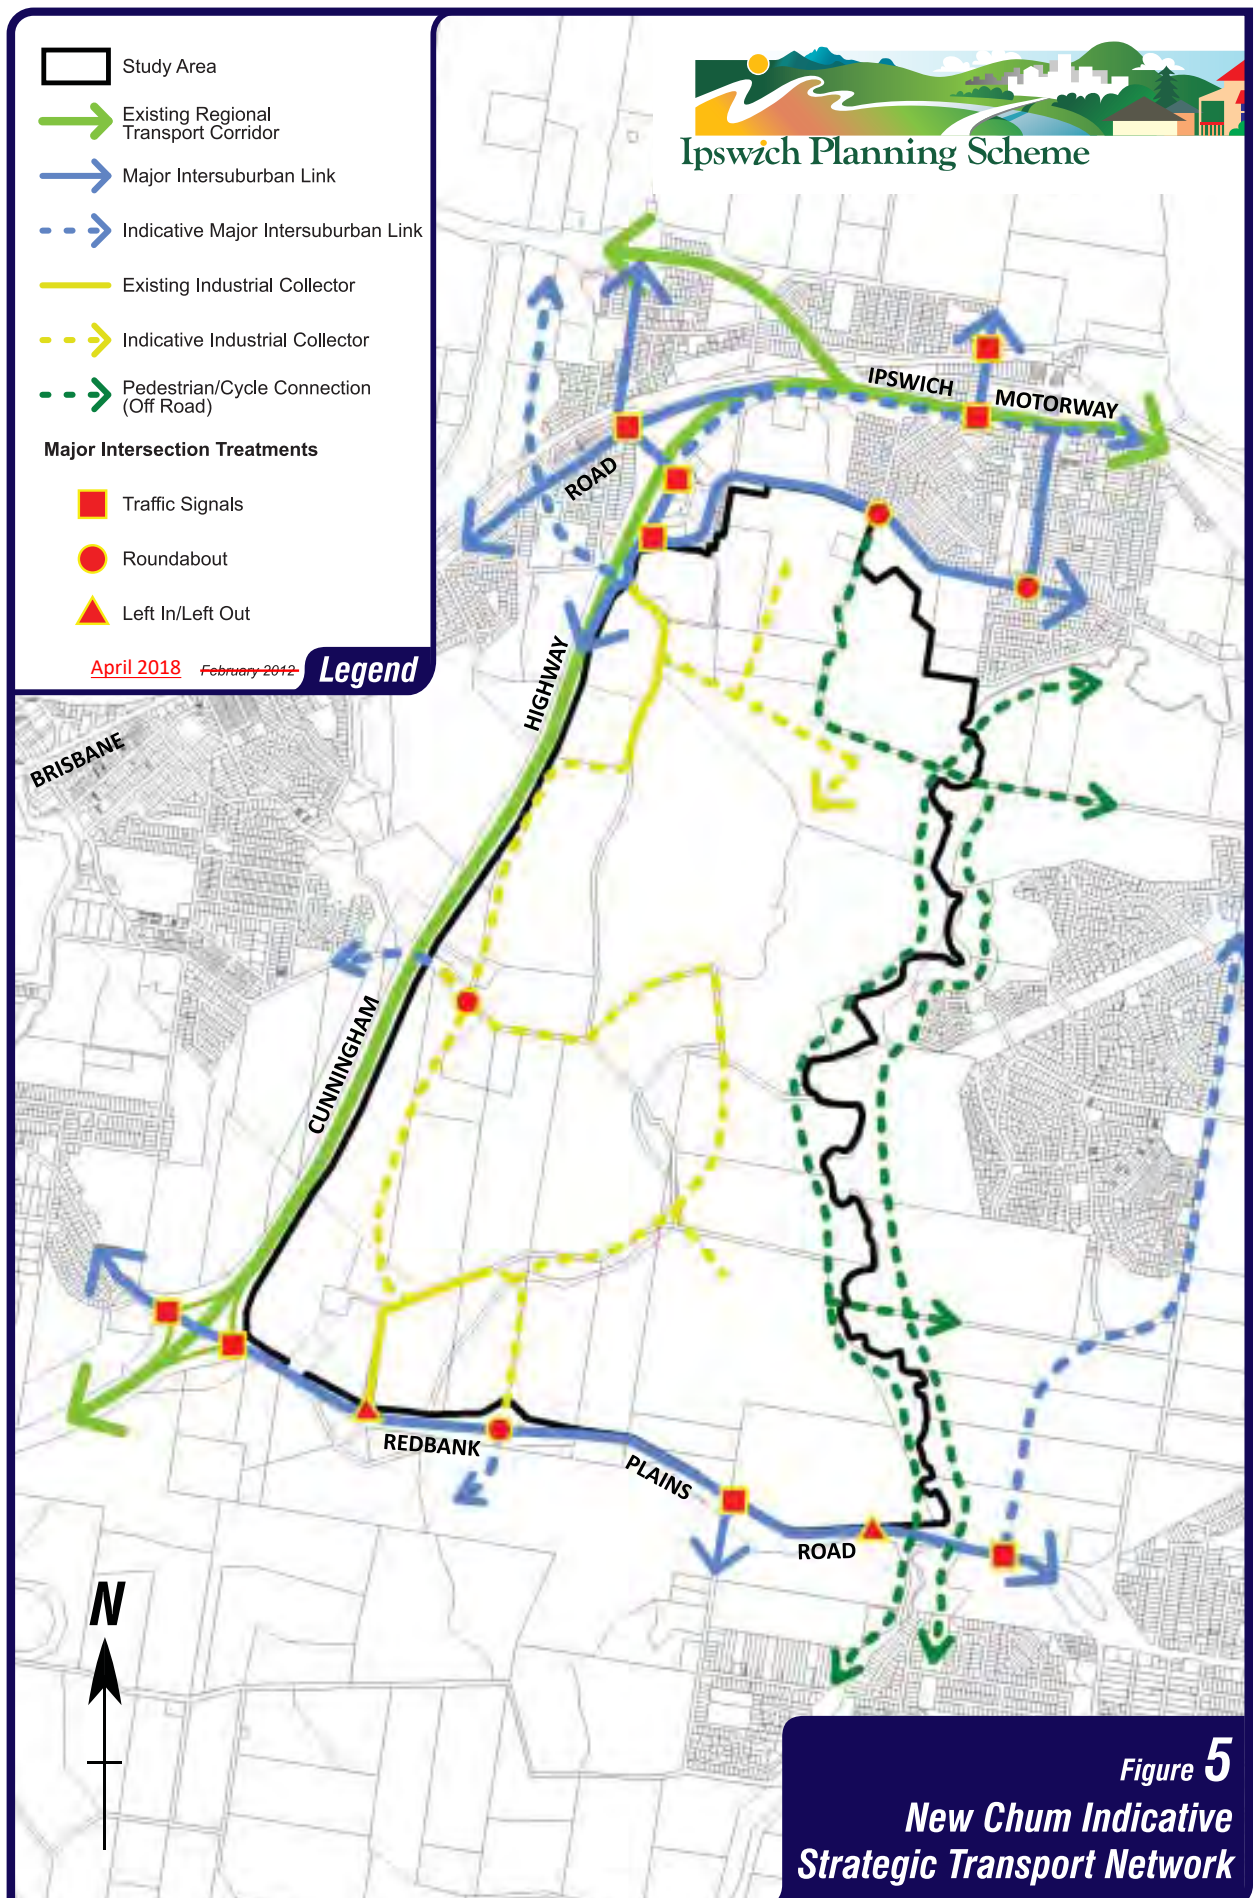 Study Area
Existing Regional
Transport Corridor
Major Intersuburban Link
Indicative Major Intersuburban Link
Existing Industrial Collector
Indicative Industrial Collector
Pedestrian/Cycle Connection
(Off Road)
Major Intersection Treatments
Traffic Signals
Roundabout
Left In/Left Out
April 2018 February 2012
Legend
Ipswich Planning Scheme
IPSWICH
MOTORWAY
ROAD
HIGHWAY
BRISBANE
CUNNINGHAM
REDBANK
PLAINS
ROAD
N
Figure 5
New Chum Indicative
Strategic Transport Network